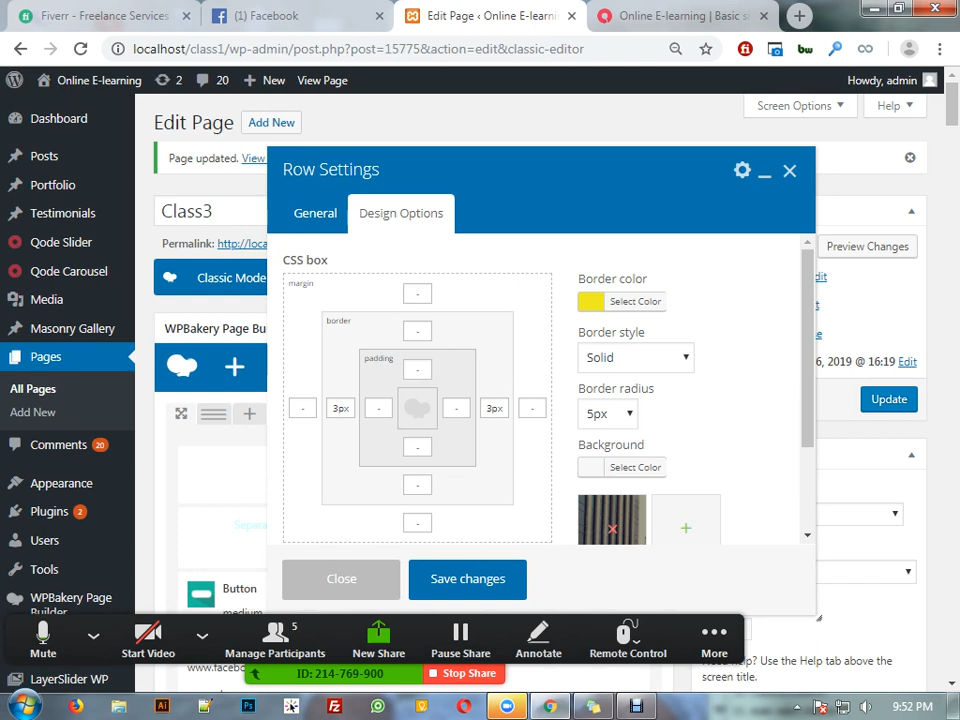 Fiverr - Freelance Services
(1) Facebook
Edit Page ‹ Online E-learnin
Online E-learning | Basic s
localhost/class1/wp-admin/post.php?post=15775&action=edit&classic-editor
Online E-learning
2
20
New
View Page
Howdy, admin
Dashboard
Posts
Portfolio
Testimonials
Qode Slider
Qode Carousel
Media
Masonry Gallery
Pages
All Pages
Add New
Comments 20
Appearance
Plugins 2
Users
Tools
WPBakery Page
Builder
LayerSlider WP
Screen Options
Help
Edit Page
Add New
Page updated. View
Class3
Permalink: http://loca
Classic Mode
WPBakery Page Bu
Separa
Button
medium
www.facebo
Row Settings
General
Design Options
CSS box
margin
-
border
-
padding
-
-
3px
-
-
3px
-
-
-
-
Border color
Select Color
Border style
Solid
Border radius
5px
Background
Select Color
Close
Save changes
Preview Changes
dit
6, 2019 @ 16:19 Edit
Update
Need help? Use the Help tab above the
screen title.
Mute
Start Video
5
Manage Participants
New Share
Pause Share
Annotate
Remote Control
More
ID: 214-769-900
Stop Share
9:52 PM